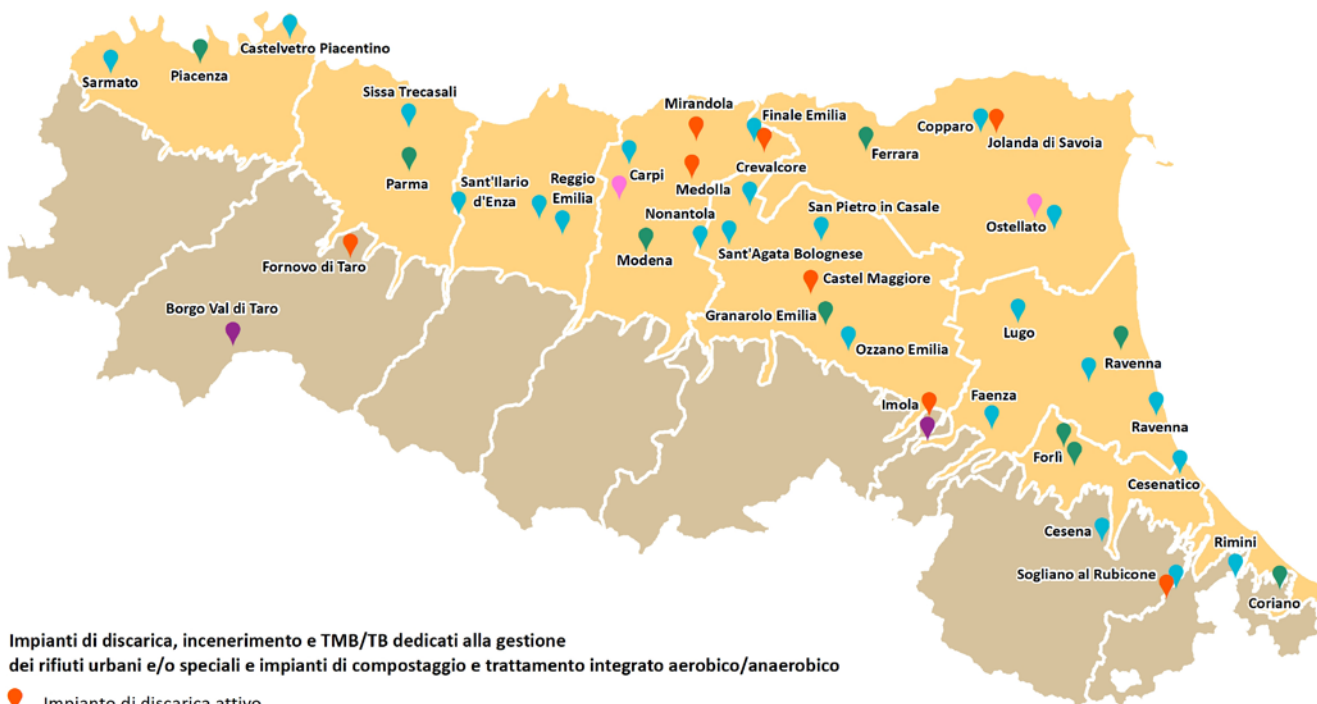 Castelvetro Piacentino
Piacenza
Sarmato
Sissa Trecasali
Mirandola
Finale Emilia
Copparo
Jolanda di Savoia
Ferrara
Crevalcore
Carpi
Medolla
Parma
Sant'Ilario
d'Enza
Reggio
Emilia
Nonantola
San Pietro in Casale
Ostellato
Modena
Sant'Agata Bolognese
Fornovo di Taro
Castel Maggiore
Borgo Val di Taro
Granarolo Emilia
Lugo
Ozzano Emilia
Ravenna
Faenza
Imola
Ravenna
Forlì
Cesenatico
Cesena
Rimini
Sogliano al Rubicone
Coriano
Impianti di discarica, incenerimento e TMB/TB dedicati alla gestione
dei rifiuti urbani e/o speciali e impianti di compostaggio e trattamento integrato aerobico/anaerobico
Impianto di discarica attivo